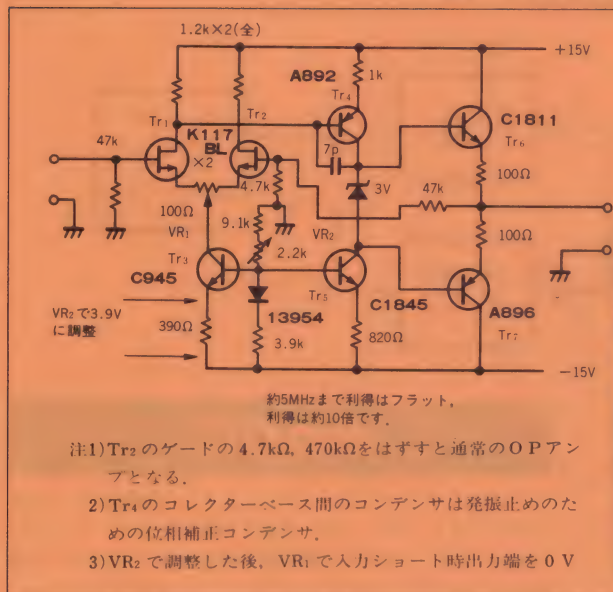 1.2k×2(全)
+15V
A892
1k
Tr₄
C1811
Tr₁
Tr₂
K117
BL
×2
47k
7p
Tr₆
4.7k
100Ω
3V
47k
100Ω
VR₁
9.1k
2.2k
VR₂
100Ω
Tr₃
C945
Tr₅
C1845
A896
Tr₇
VR₂で3.9V
に調整
13954
390Ω
3.9k
820Ω
−15V
約5MHzまで利得はフラット,
利得は約10倍です.
注1)Tr₂のゲードの4.7kΩ, 470kΩをはずすと通常のOPアン
プとなる.
2)Tr₄のコレクターベース間のコンデンサは発振止めのた
めの位相補正コンデンサ.
3)VR₂で調整した後, VR₁で入力ショート時出力端を0V